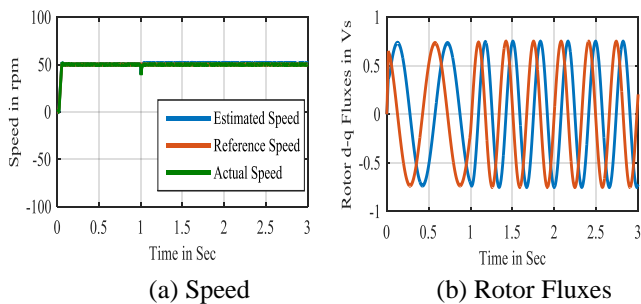 Speed in rpm
100
50
0
-50
-100
Estimated Speed
Reference Speed
Actual Speed
0 0.5 1 1.5 2 2.5 3
Time in Sec
(a) Speed
Rotor d-q Fluxes in Vs
1
0.5
0
-0.5
-1
0 0.5 1 1.5 2 2.5 3
Time in Sec
(b) Rotor Fluxes